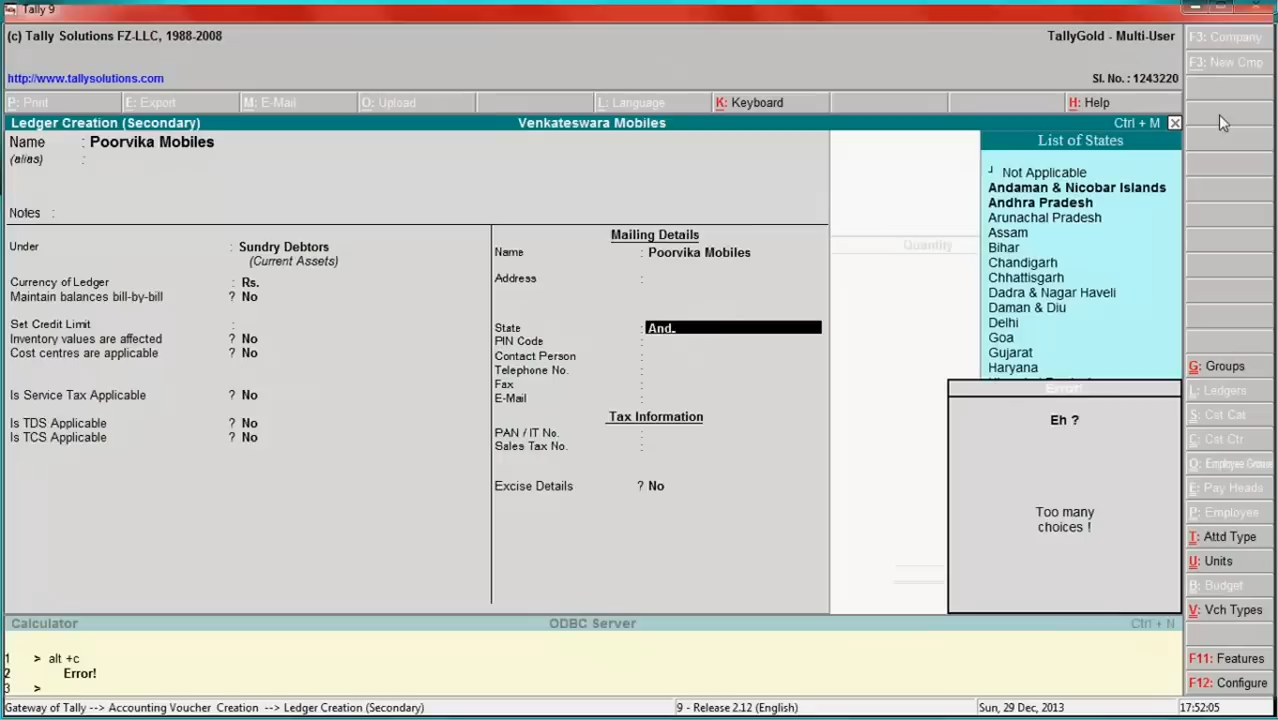 Tally 9
(c) Tally Solutions FZ-LLC, 1988-2008
TallyGold - Multi-User
http://www.tallysolutions.com
Sl. No. : 1243220
P: Print
E: Export
M: E-Mail
O: Upload
L: Language
K: Keyboard
H: Help
Ledger Creation (Secondary)
Venkateswara Mobiles
Ctrl + M
Name : Poorvika Mobiles
(alias) :
Notes :
Under : Sundry Debtors
(Current Assets)
Currency of Ledger : Rs.
Maintain balances bill-by-bill ? No
Set Credit Limit :
Inventory values are affected ? No
Cost centres are applicable ? No
Is Service Tax Applicable ? No
Is TDS Applicable ? No
Is TCS Applicable ? No
Mailing Details
Name : Poorvika Mobiles
Address :
State : And.
PIN Code :
Contact Person :
Telephone No. :
Fax :
E-Mail :
Tax Information
PAN / IT No. :
Sales Tax No. :
Excise Details ? No
Quantity
List of States
Not Applicable
Andaman & Nicobar Islands
Andhra Pradesh
Arunachal Pradesh
Assam
Bihar
Chandigarh
Chhattisgarh
Dadra & Nagar Haveli
Daman & Diu
Delhi
Goa
Gujarat
Haryana
Error!
Eh ?
Too many
choices !
F3: Company
F3: New Cmp
G: Groups
L: Ledgers
S: Cst Cat
C: Cst Ctr
O: Employee Group
E: Pay Heads
P: Employee
T: Attd Type
U: Units
B: Budget
V: Vch Types
F11: Features
F12: Configure
Calculator
ODBC Server
Ctrl + N
1 > alt +c
2 Error!
3 >
Gateway of Tally --> Accounting Voucher Creation --> Ledger Creation (Secondary)
9 - Release 2.12 (English)
Sun, 29 Dec, 2013
17:52:05